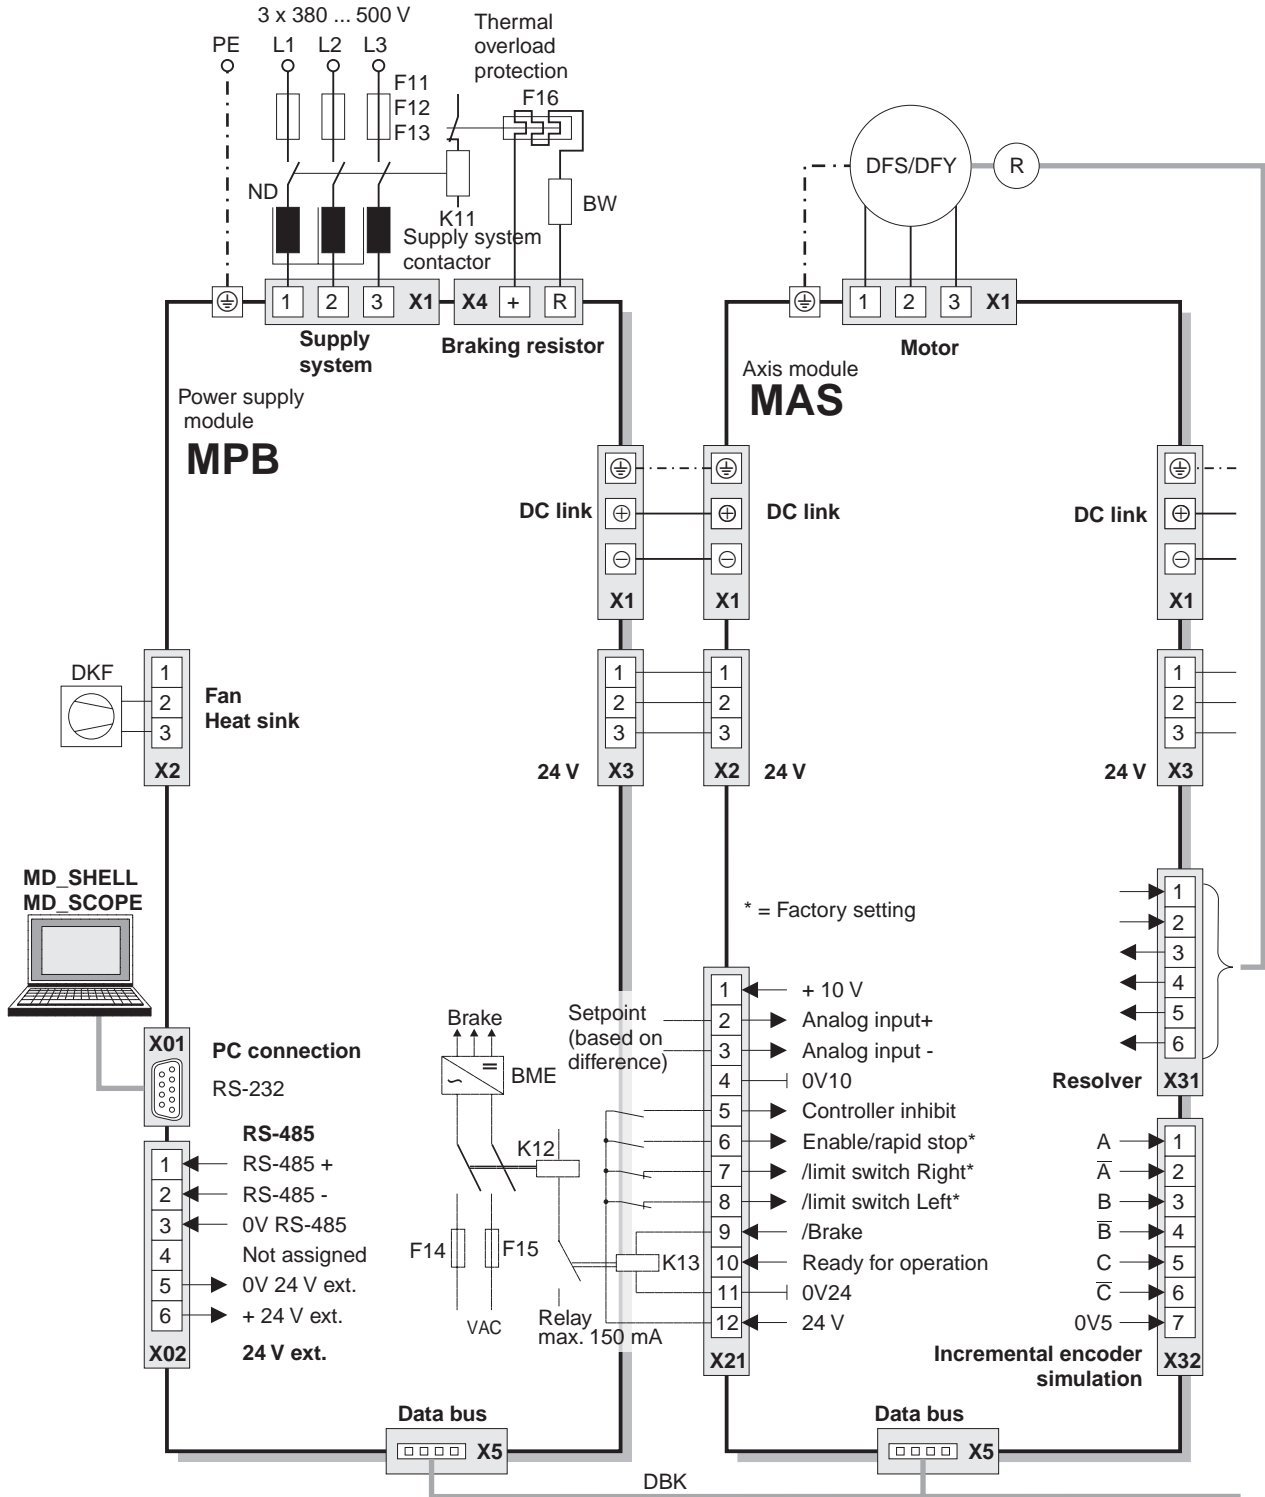 3 x 380 ... 500 V
PE L1 L2 L3
Thermal
overload
protection
F11
F12
F13
F16
ND
K11
BW
Supply system
contactor
DFS/DFY
R
1 2 3 X1
X4 + R
1 2 3 X1
Supply
system
Braking resistor
Motor
Power supply
module
MPB
Axis module
MAS
DC link
X1
X1
DC link
DC link
X1
DKF
1
2
3
X2
Fan
Heat sink
1
2
3
24 V X3
1
2
3
X2 24 V
1
2
3
24 V X3
MD_SHELL
MD_SCOPE
* = Factory setting
1
2
3
4
5
6
Resolver X31
X01
PC connection
RS-232
RS-485
1 RS-485 +
2 RS-485 -
3 0V RS-485
4 Not assigned
5 0V 24 V ext.
6 + 24 V ext.
X02 24 V ext.
Brake
BME
K12
F14
F15
VAC
K13
Relay
max. 150 mA
Setpoint
(based on
difference)
1 + 10 V
2 Analog input+
3 Analog input -
4 0V10
5 Controller inhibit
6 Enable/rapid stop*
7 /limit switch Right*
8 /limit switch Left*
9 /Brake
10 Ready for operation
11 0V24
12 24 V
X21
A 1
A̅ 2
B 3
B̅ 4
C 5
C̅ 6
0V5 7
X32
Incremental encoder
simulation
Data bus
X5
Data bus
X5
DBK